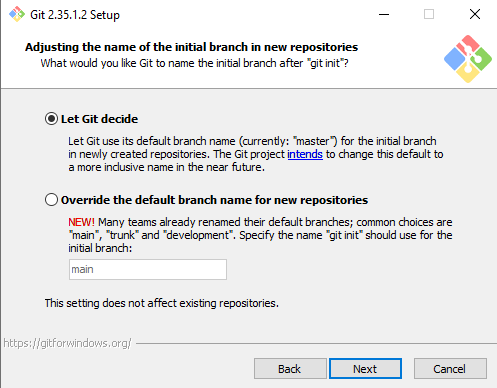 Git 2.35.1.2 Setup
Adjusting the name of the initial branch in new repositories
What would you like Git to name the initial branch after "git init"?
Let Git decide
Let Git use its default branch name (currently: "master") for the initial branch
in newly created repositories. The Git project intends to change this default to
a more inclusive name in the near future.
Override the default branch name for new repositories
NEW! Many teams already renamed their default branches; common choices are
"main", "trunk" and "development". Specify the name "git init" should use for the
initial branch:
main
This setting does not affect existing repositories.
https://gitforwindows.org/
Back
Next
Cancel